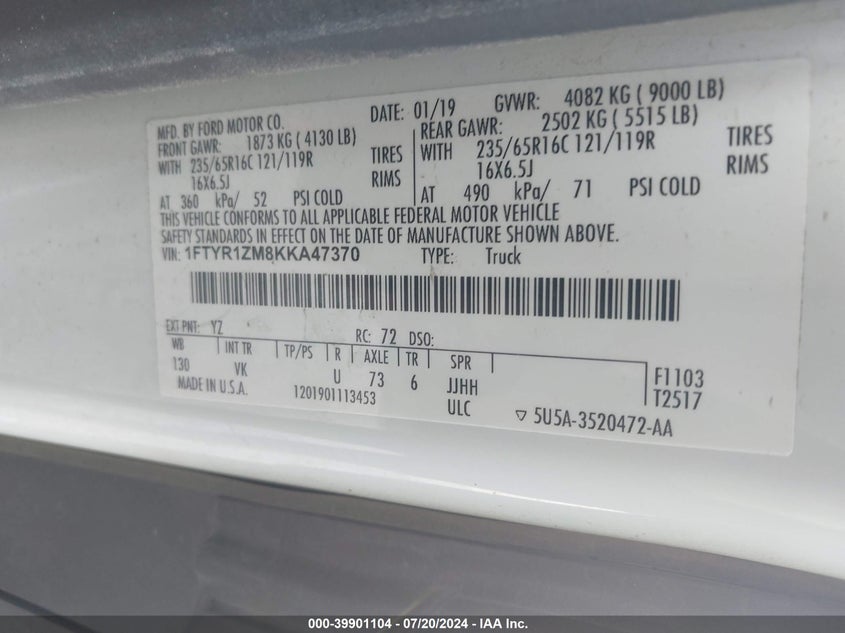 MFD. BY FORD MOTOR CO. DATE: 01/19 GVWR: 4082 KG ( 9000 LB)
FRONT GAWR: 1873 KG ( 4130 LB) REAR GAWR: 2502 KG ( 5515 LB)
WITH 235/65R16C 121/119R TIRES WITH 235/65R16C 121/119R TIRES
16X6.5J RIMS 16X6.5J RIMS
AT 360 kPa/ 52 PSI COLD AT 490 kPa/ 71 PSI COLD
THIS VEHICLE CONFORMS TO ALL APPLICABLE FEDERAL MOTOR VEHICLE
SAFETY STANDARDS IN EFFECT ON THE DATE OF MANUFACTURE SHOWN ABOVE.
VIN: 1FTYR1ZM8KKA47370 TYPE: Truck
EXT PNT: YZ RC: 72 DSO:
WB INT TR TP/PS R AXLE TR SPR
130 VK U 73 6 JJHH F1103
MADE IN U.S.A. 1201901113453 ULC T2517
5U5A-3520472-AA
000-39901104 / 07/20/2024 - IAA Inc.